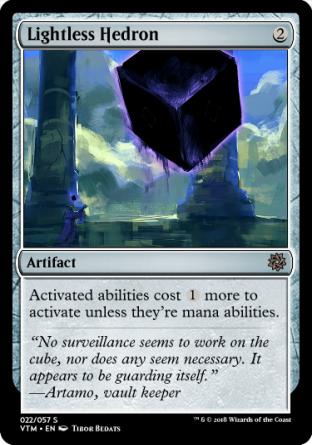 Lightless Hedron 2
Artifact
Activated abilities cost 1 more to
activate unless they're mana abilities.
"No surveillance seems to work on the
cube, nor does any seem necessary. It
appears to be guarding itself."
—Artamo, vault keeper
022/057 S
VTM • EN Tibor Bedats
™ & © 2018 Wizards of the Coast